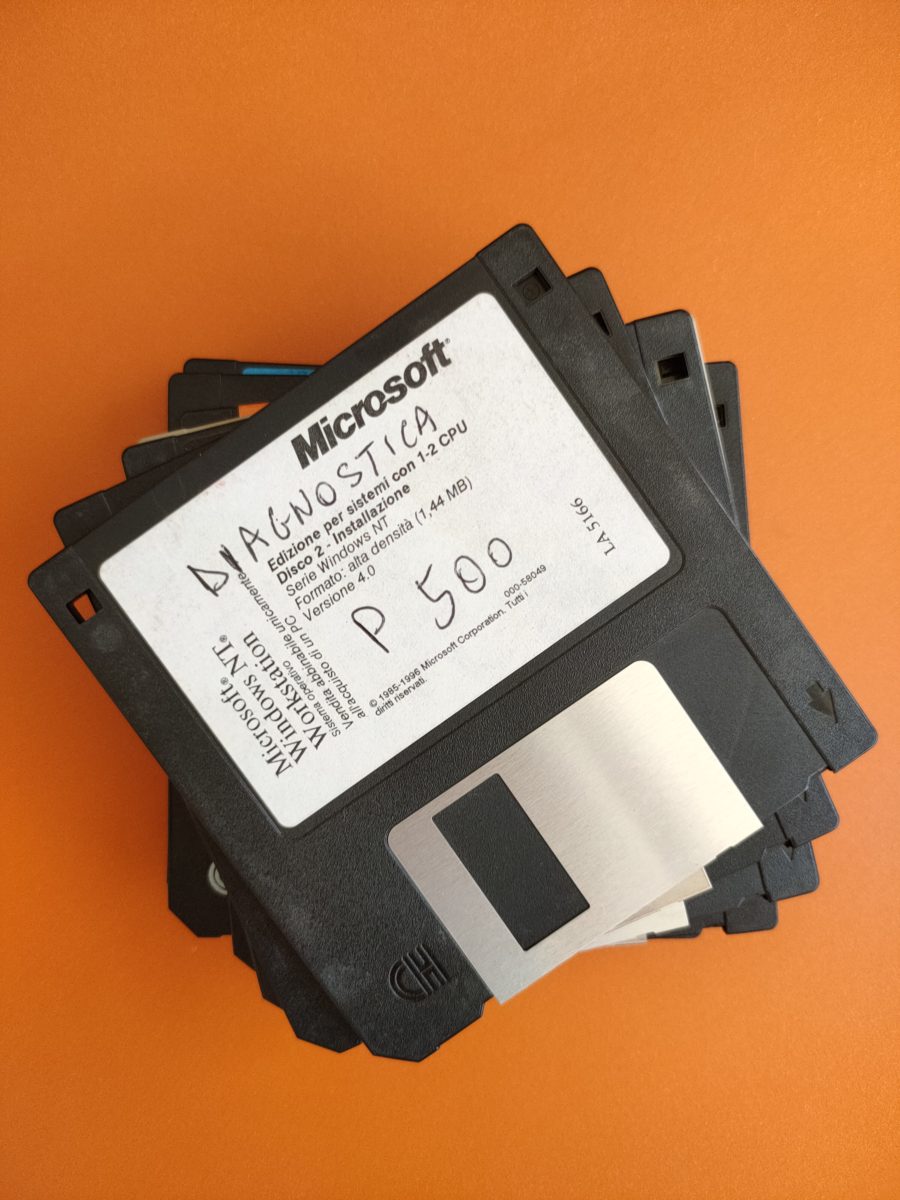 Microsoft®
DIAGNOSTICA
Edizione per sistemi con 1-2 CPU
Disco 2 - Installazione
Serie Windows NT
Formato: alta densità (1,44 MB)
Versione 4.0
P 500
LA 5166
000-58049
© 1985-1996 Microsoft Corporation. Tutti i
diritti riservati.
Microsoft®
Windows NT®
Workstation
Sistema operativo
Vendita abbinabile unicamente
all'acquisto di un PC.